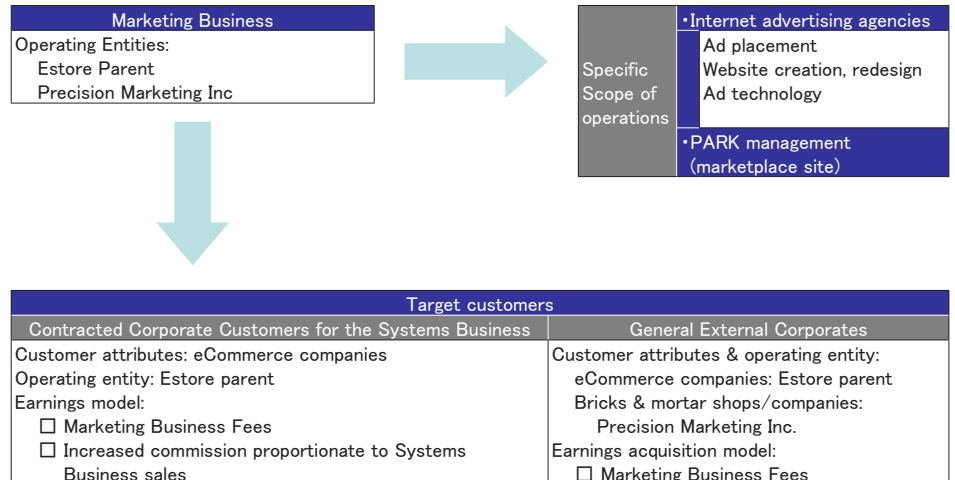 Marketing Business
Operating Entities:
Estore Parent
Precision Marketing Inc
Specific
Scope of
operations
・Internet advertising agencies
Ad placement
Website creation, redesign
Ad technology
・PARK management
(marketplace site)
Target customers
Contracted Corporate Customers for the Systems Business
Customer attributes: eCommerce companies
Operating entity: Estore parent
Earnings model:
□ Marketing Business Fees
□ Increased commission proportionate to Systems
Business sales
General External Corporates
Customer attributes & operating entity:
eCommerce companies: Estore parent
Bricks & mortar shops/companies:
Precision Marketing Inc.
Earnings acquisition model:
□ Marketing Business Fees